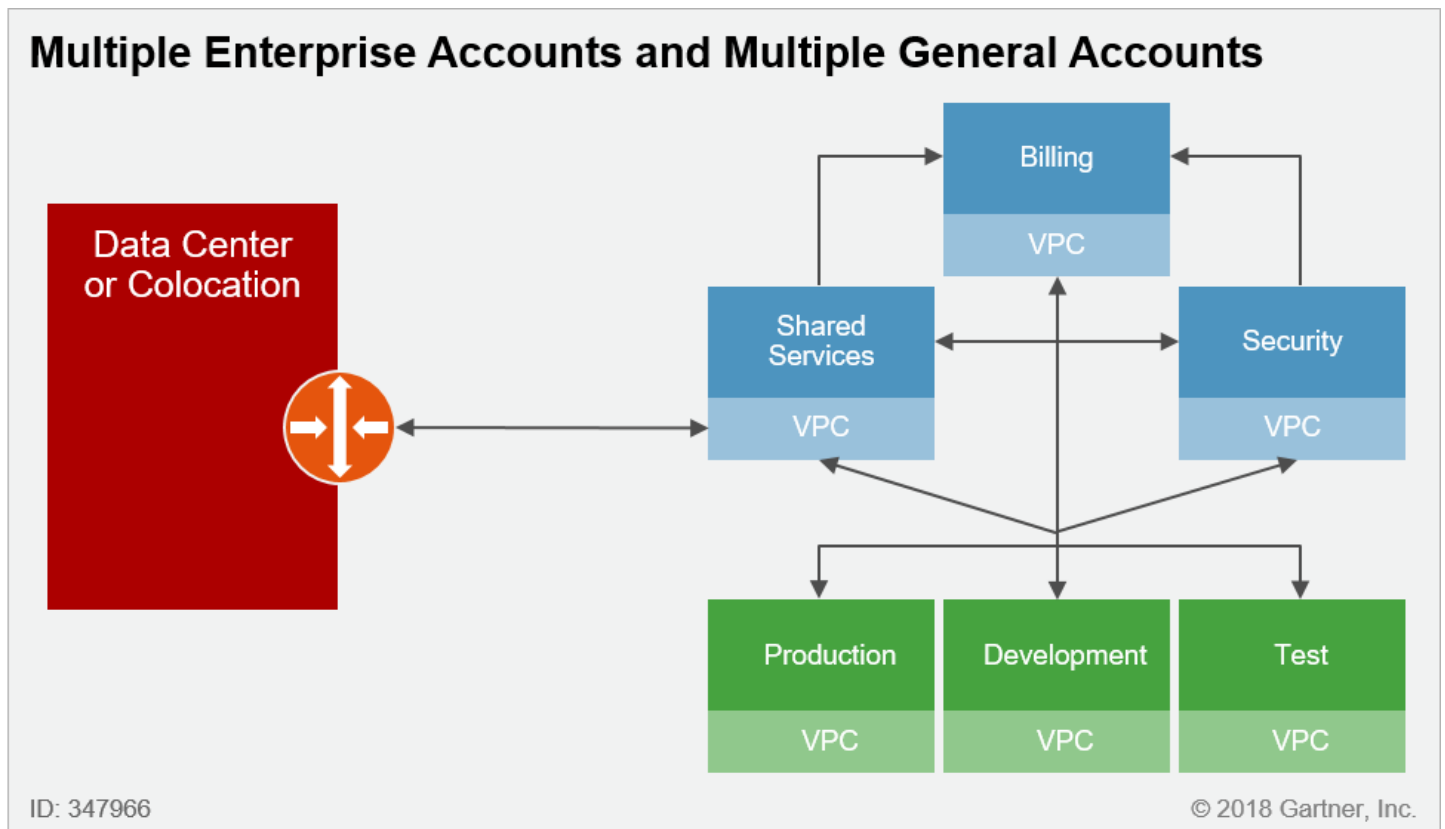 Multiple Enterprise Accounts and Multiple General Accounts
Data Center
or Colocation
Billing
VPC
Shared
Services
VPC
Security
VPC
Production
VPC
Development
VPC
Test
VPC
ID: 347966
© 2018 Gartner, Inc.